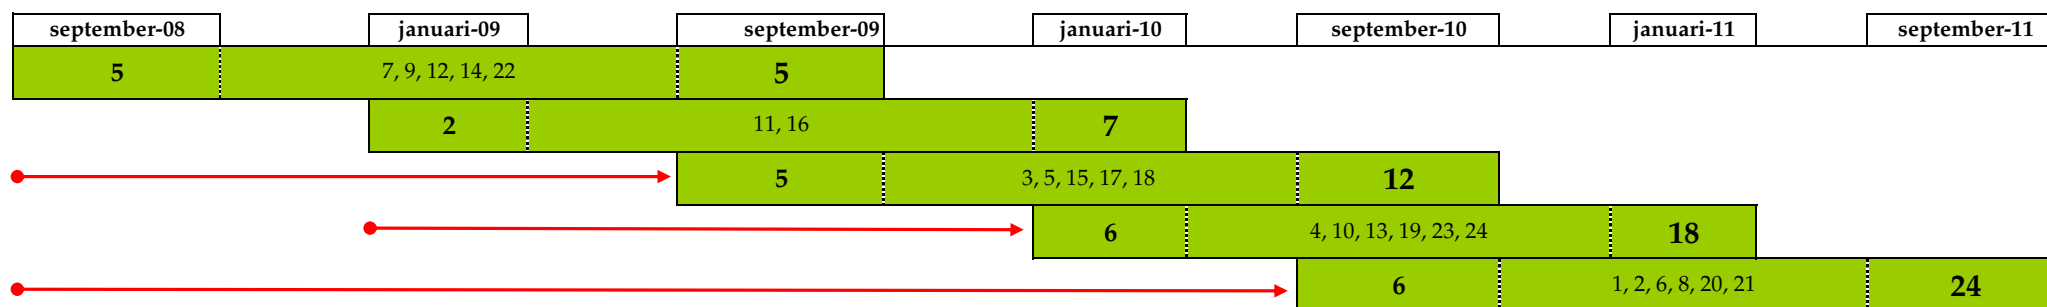 september-08 januari-09 september-09 januari-10 september-10 januari-11 september-11
5 7, 9, 12, 14, 22 5
2 11, 16 7
5 3, 5, 15, 17, 18 12
6 4, 10, 13, 19, 23, 24 18
6 1, 2, 6, 8, 20, 21 24